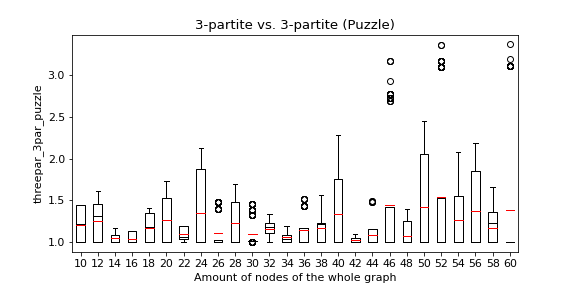 3-partite vs. 3-partite (Puzzle)
threepar_3par_puzzle
3.0
2.5
2.0
1.5
1.0
10 12 14 16 18 20 22 24 26 28 30 32 34 36 38 40 42 44 46 48 50 52 54 56 58 60
Amount of nodes of the whole graph